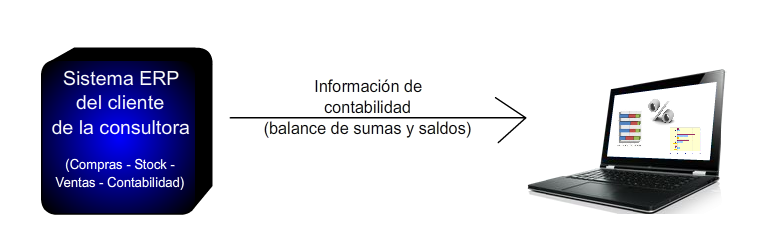 Sistema ERP
del cliente
de la consultora
(Compras - Stock -
Ventas - Contabilidad)
Información de
contabilidad
(balance de sumas y saldos)
%